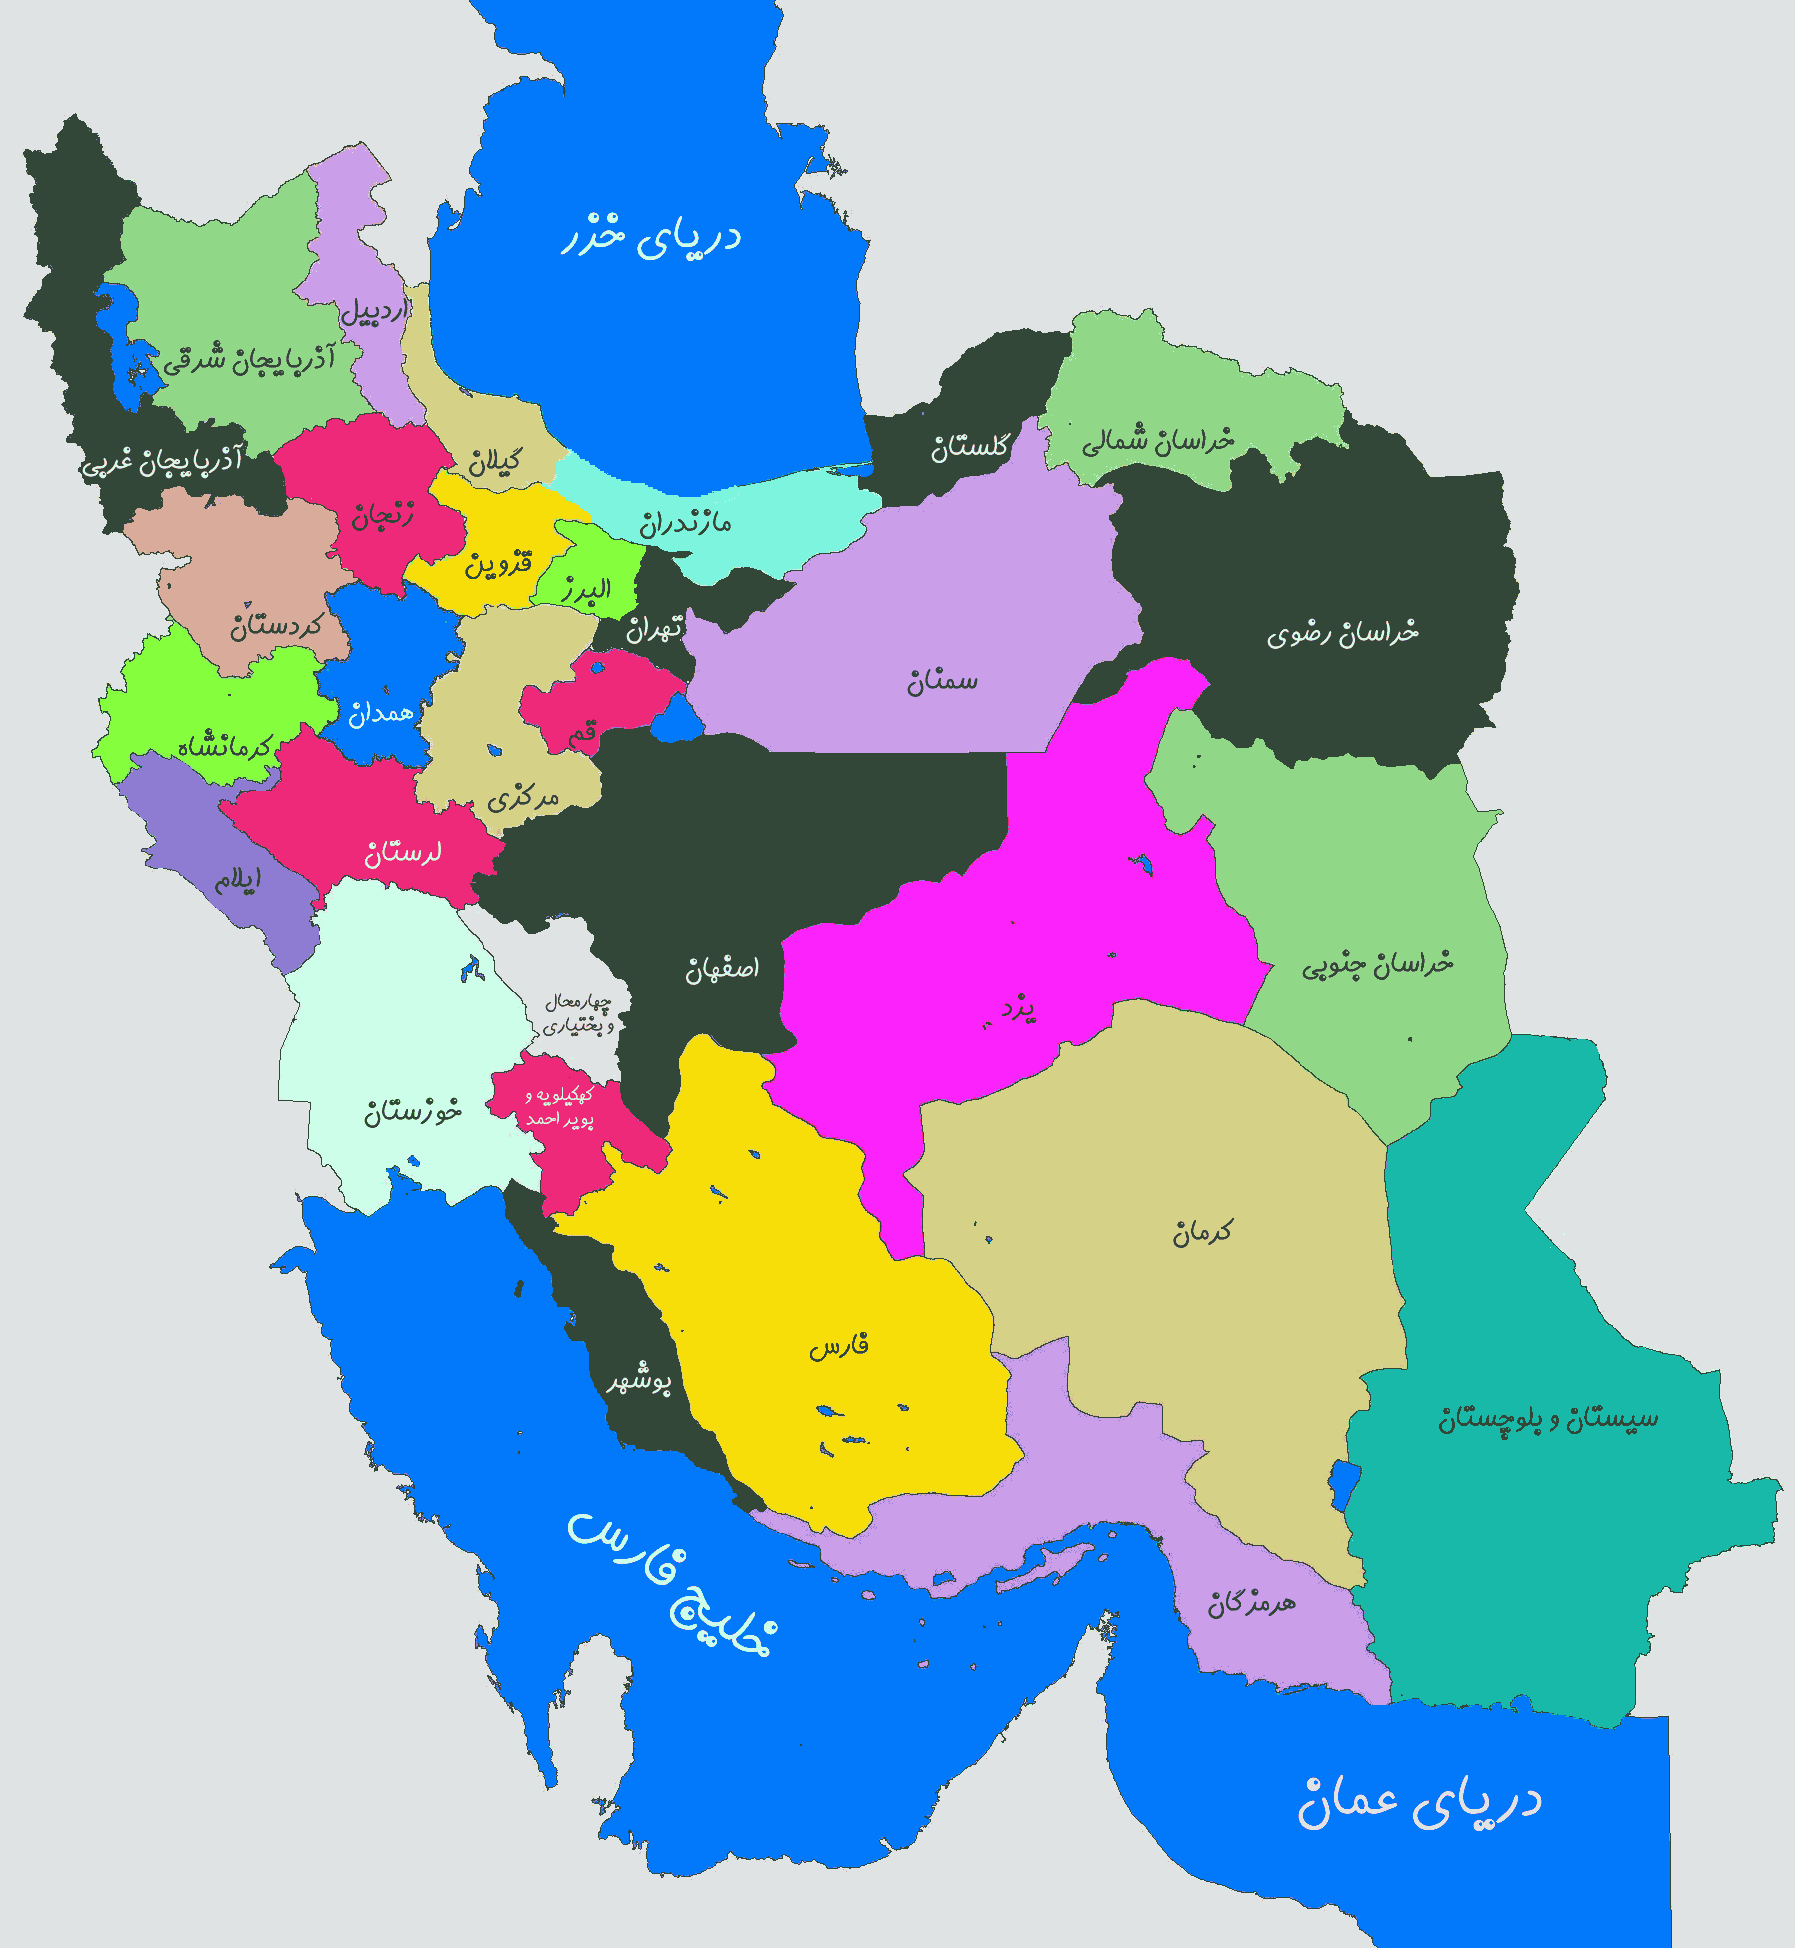 دریای خزر
اردبیل
آذربایجان شرقی
آذربایجان غربی
گیلان
گلستان
خراسان شمالی
زنجان
مازندران
قزوین
البرز
کردستان
تهران
خراسان رضوی
سمنان
همدان
قم
کرمانشاه
مرکزی
لرستان
ایلام
اصفهان
خراسان جنوبی
چهارمحال
و بختیاری
یزد
کهکیلویه و
بویر احمد
خوزستان
کرمان
فارس
بوشهر
سیستان و بلوچستان
خلیج فارس
هرمزگان
دریای عمان